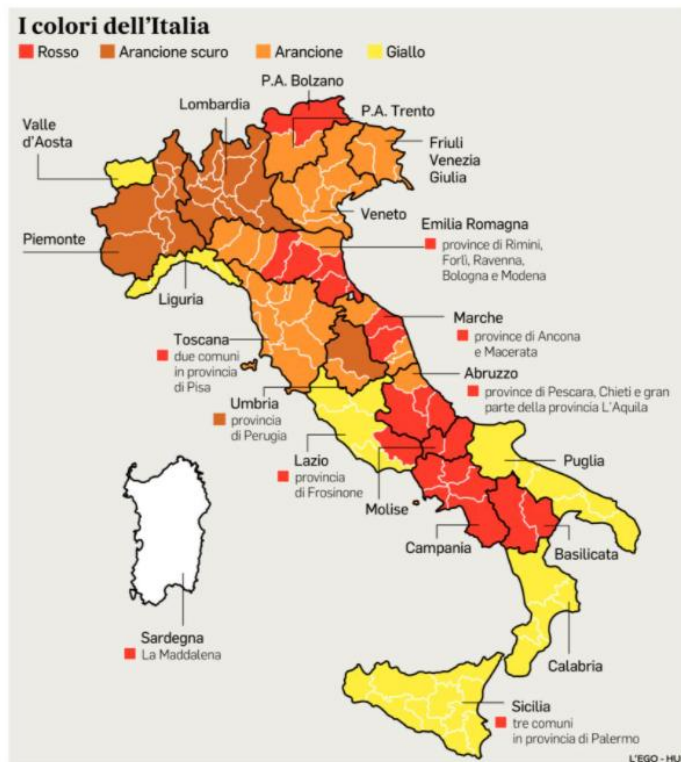 I colori dell'Italia
Rosso
Arancione scuro
Arancione
Giallo
P.A. Bolzano
Lombardia
P.A. Trento
Valle
d'Aosta
Friuli
Venezia
Giulia
Veneto
Piemonte
Emilia Romagna
province di Rimini,
Forlì, Ravenna,
Bologna e Modena
Liguria
Marche
province di Ancona
e Macerata
Toscana
due comuni
in provincia
di Pisa
Abruzzo
province di Pescara, Chieti e gran
parte della provincia L'Aquila
Umbria
provincia
di Perugia
Lazio
provincia
di Frosinone
Puglia
Molise
Campania
Basilicata
Sardegna
La Maddalena
Calabria
Sicilia
tre comuni
in provincia di Palermo
L'EGO - HU